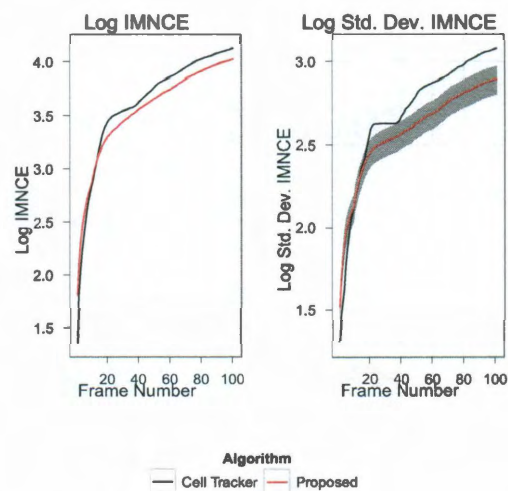 Log IMNCE
Log Std. Dev. IMNCE
Log IMNCE
4.0
3.5
3.0
2.5
2.0
1.5
20 40 60 80 100
Frame Number
Log Std. Dev. IMNCE
3.0
2.5
2.0
1.5
20 40 60 80 100
Frame Number
Algorithm
Cell Tracker
Proposed